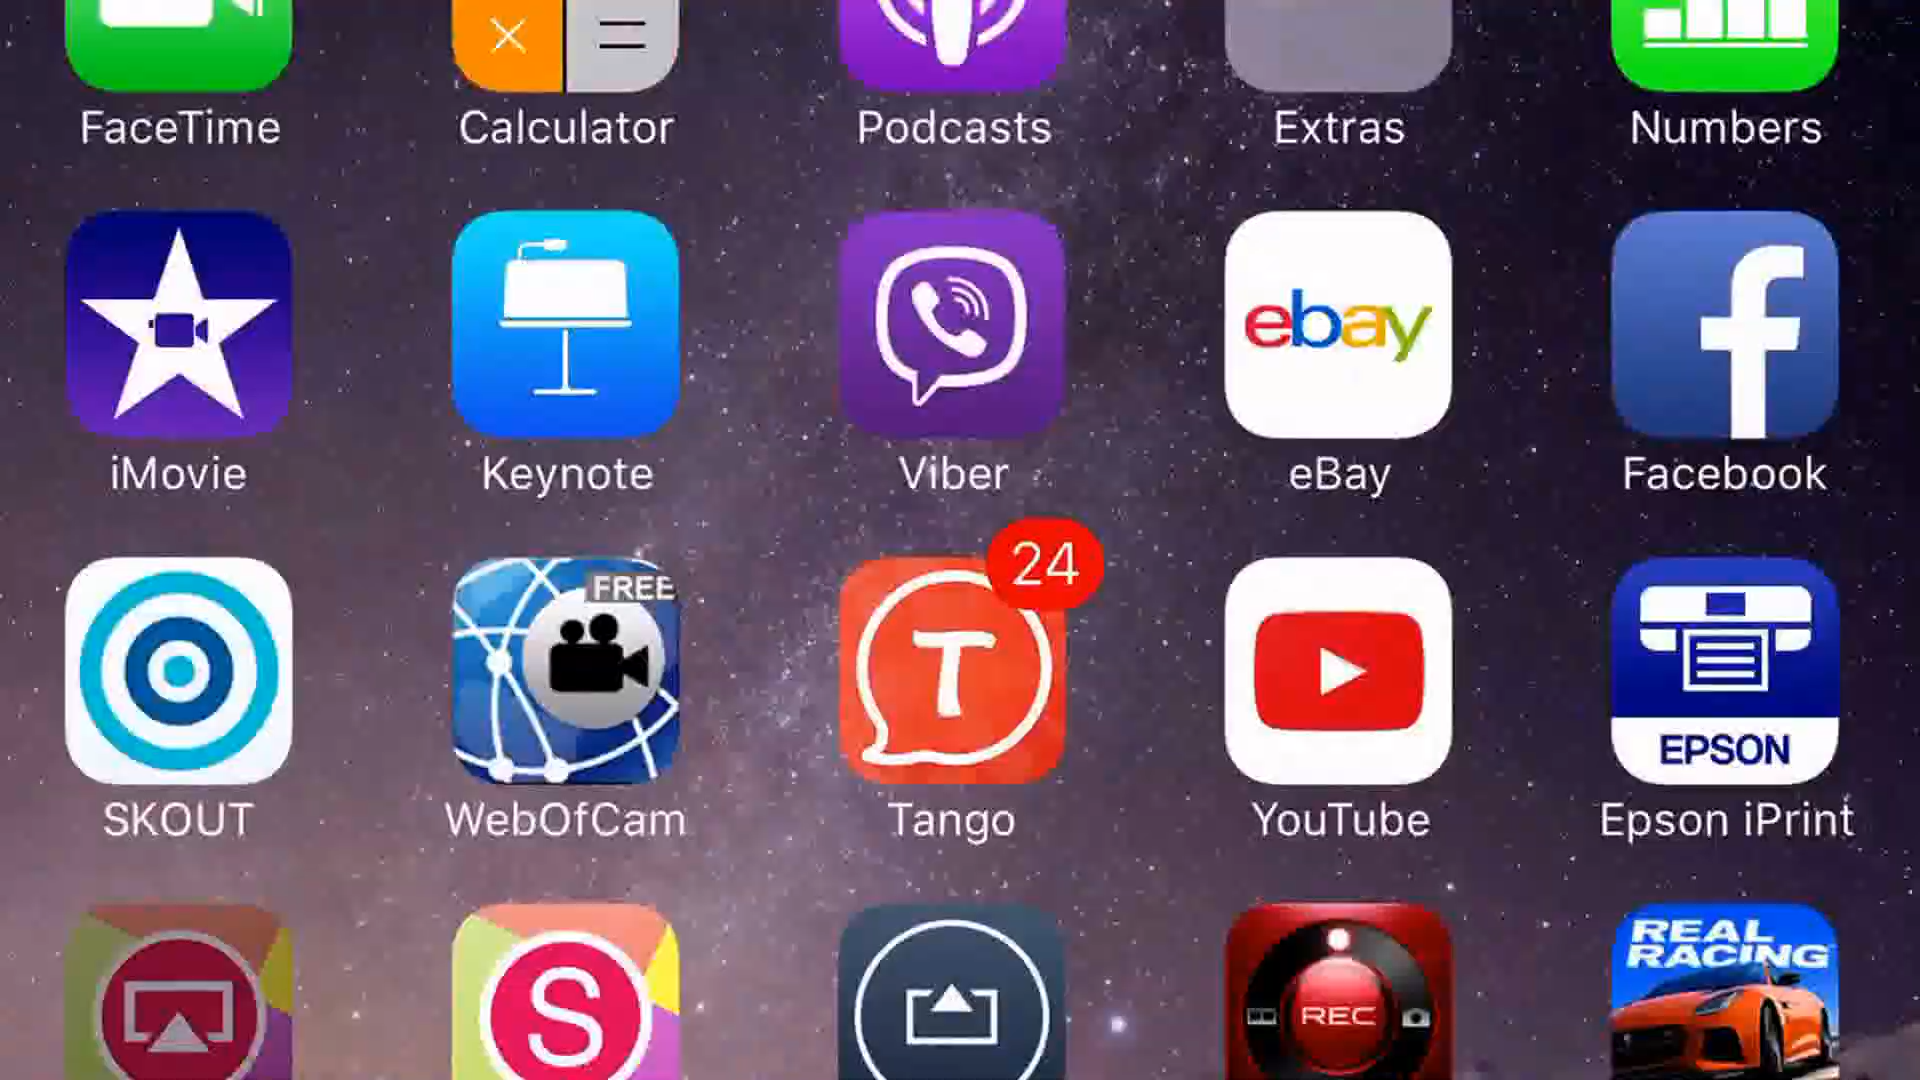 FaceTime
Calculator
Podcasts
Extras
Numbers
ebay
iMovie
Keynote
Viber
eBay
Facebook
FREE
T
24
EPSON
SKOUT
WebOfCam
Tango
YouTube
Epson iPrint
S
REC
REAL
RACING